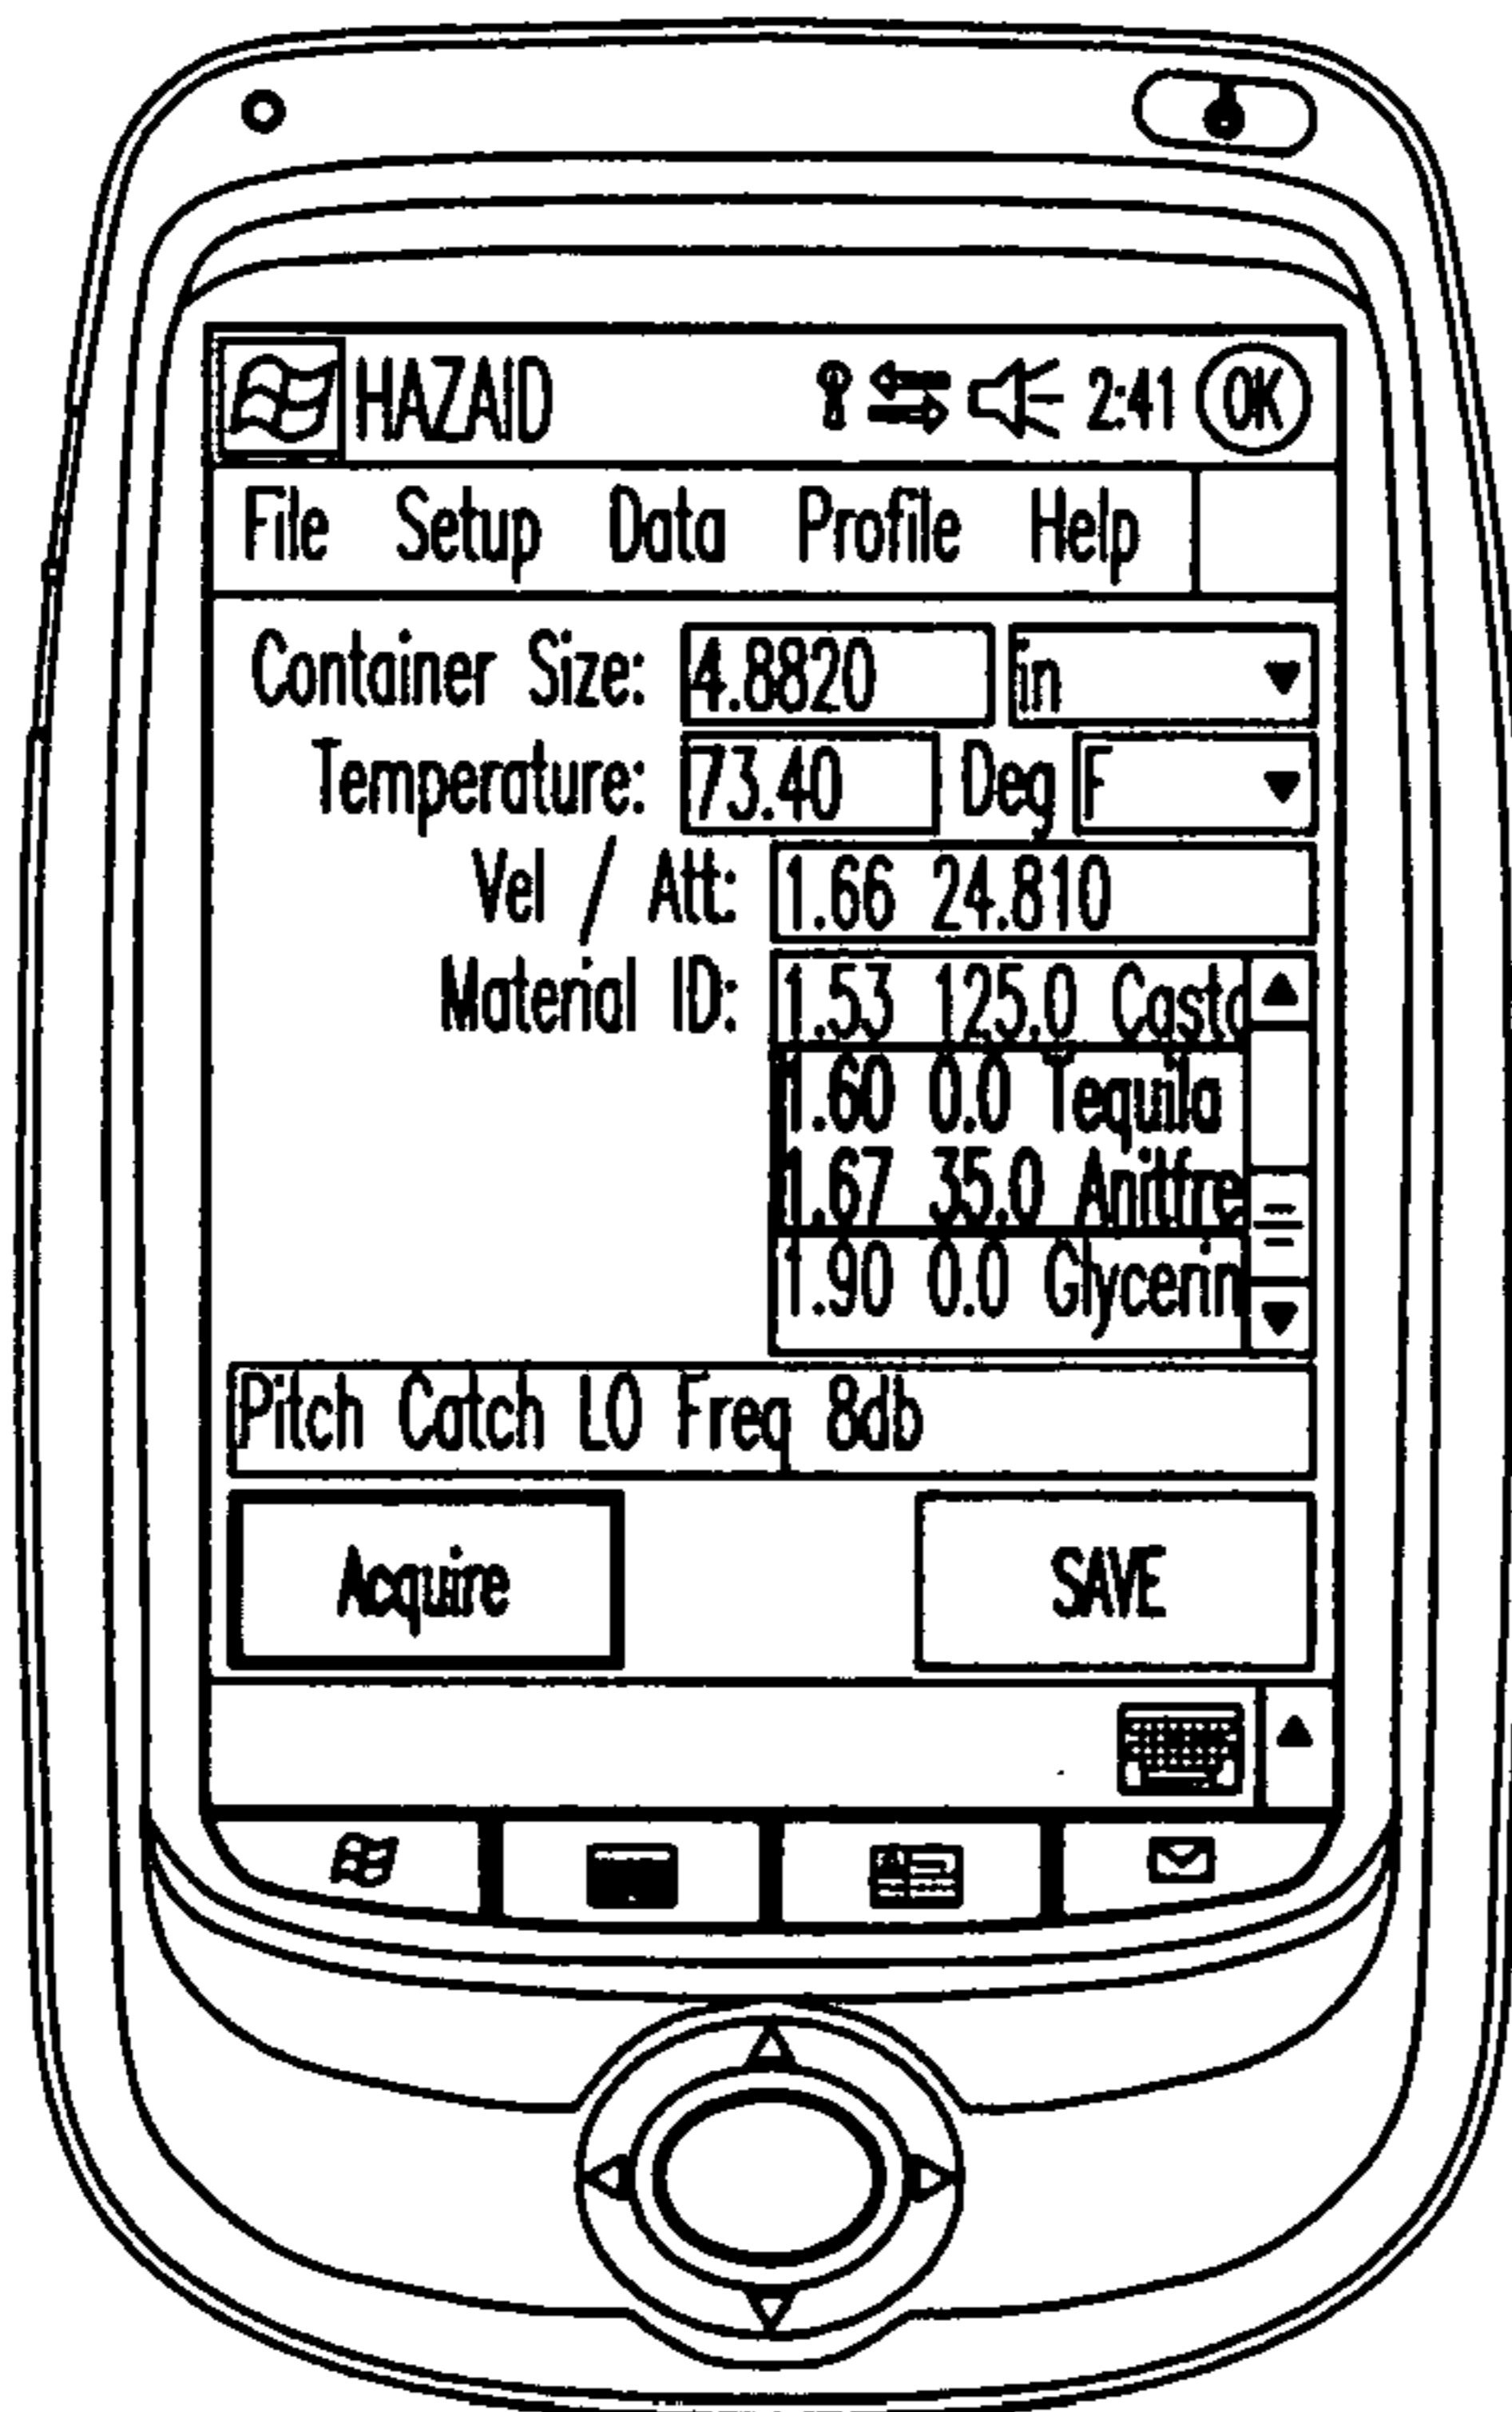 HAZAID 2:41 OK
File Setup Data Profile Help
Container Size: 4.8820 in
Temperature: 73.40 Deg F
Vel / Att: 1.66 24.810
Material ID: 1.53 125.0 Casto
1.60 0.0 Tequila
1.67 35.0 Anitfre
1.90 0.0 Glycerin
Pitch Catch LO Freq 8db
Acquire SAVE